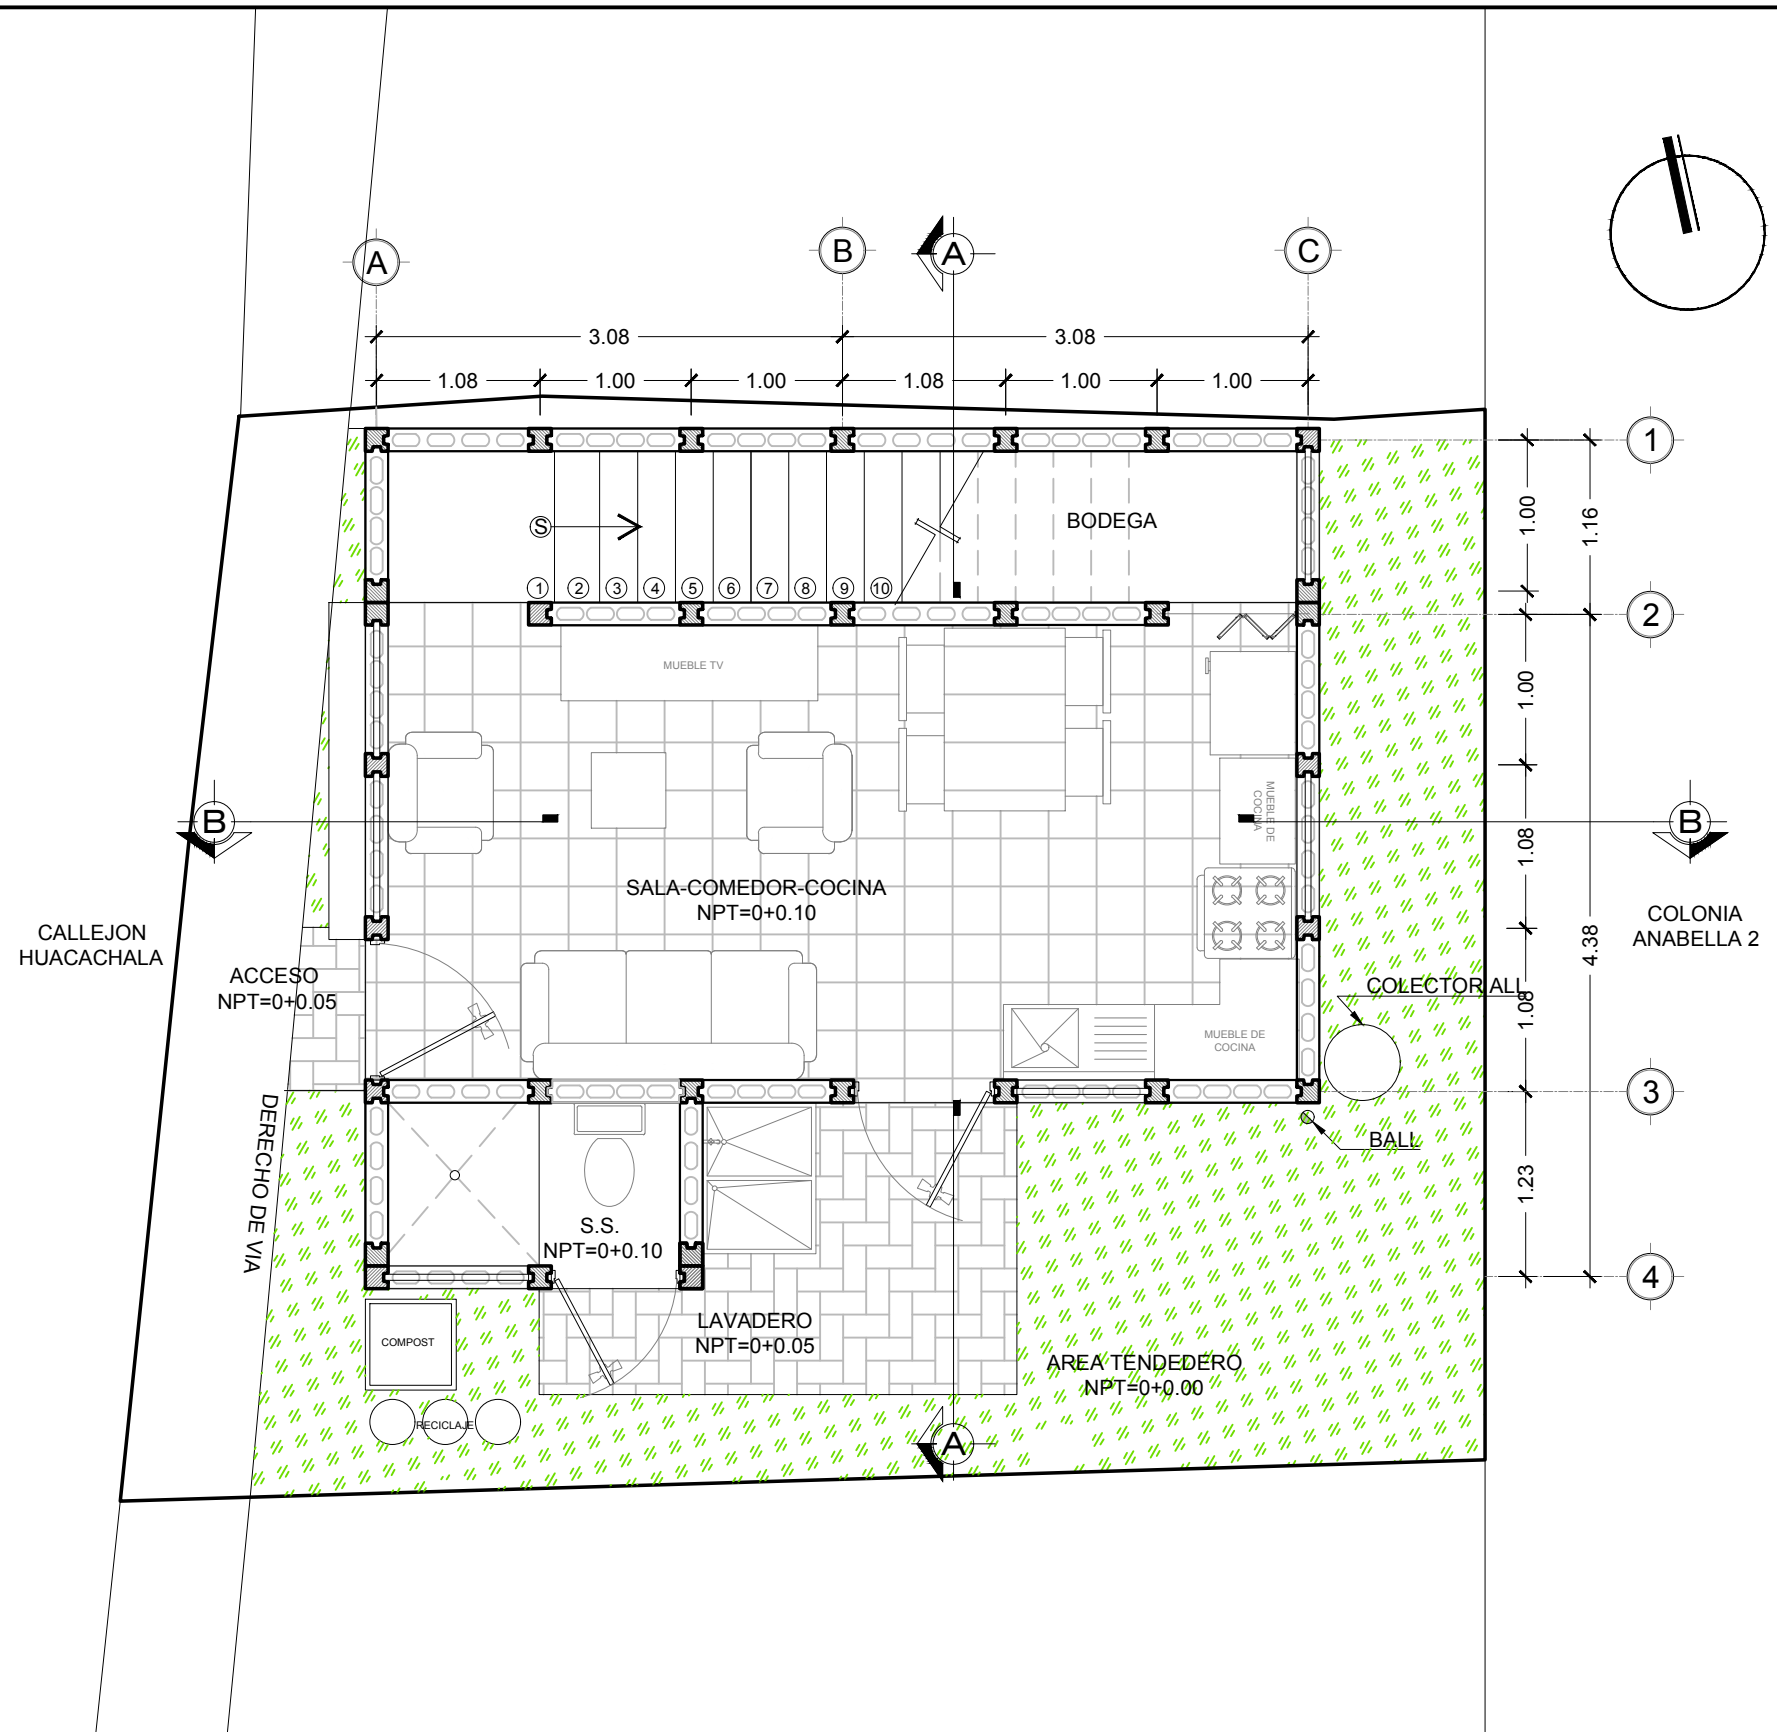 A
B
A
C
3.08
3.08
1.08
1.00
1.00
1.08
1.00
1.00
1
S
BODEGA
1.00
1.16
1
2
3
4
5
6
7
8
9
10
2
MUEBLE TV
1.00
B
MUEBLE DE
COCINA
B
1.08
SALA-COMEDOR-COCINA
NPT=0+0.10
CALLEJON
HUACACHALA
COLONIA
ANABELLA 2
4.38
ACCESO
NPT=0+0.05
COLECTOR ALL
1.08
MUEBLE DE
COCINA
3
DERECHO DE VIA
BALL
1.23
S.S.
NPT=0+0.10
4
LAVADERO
NPT=0+0.05
COMPOST
AREA TENDEDERO
NPT=0+0.00
RECICLAJE
A